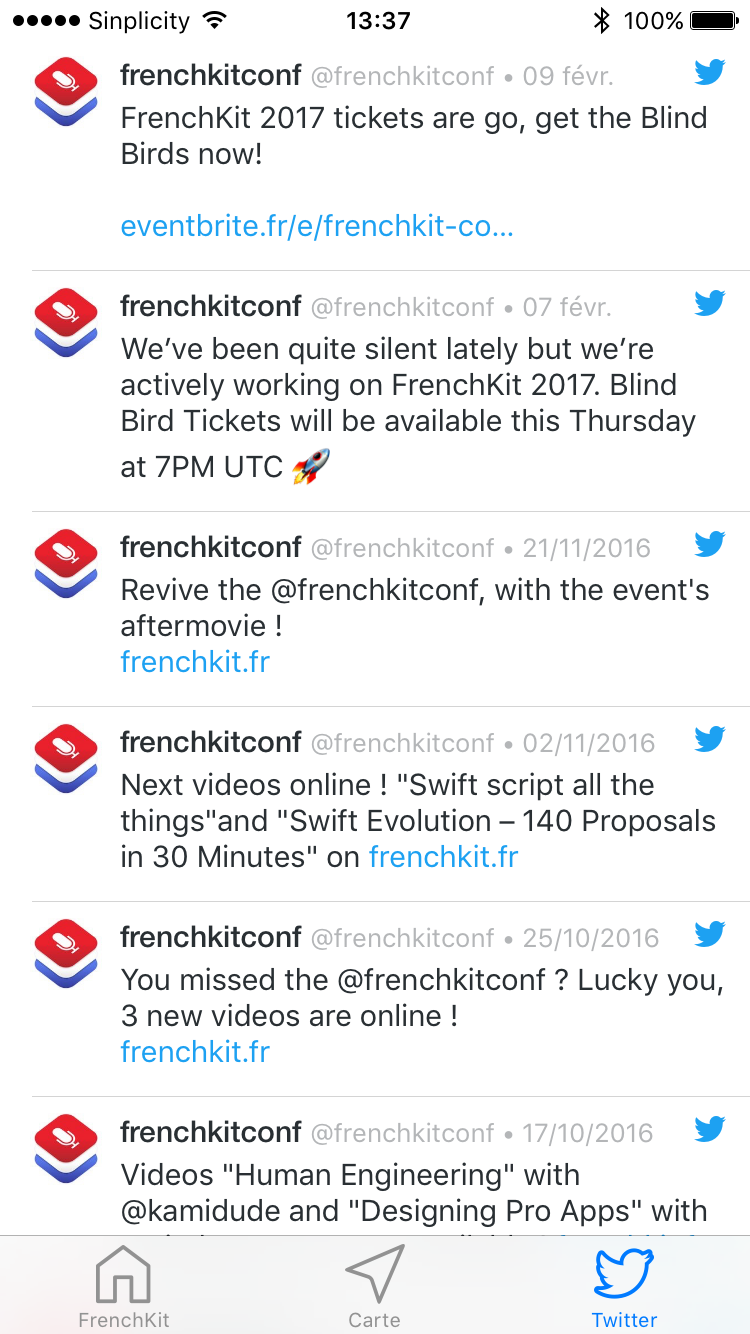 Sinplicity 13:37 100%
frenchkitconf @frenchkitconf • 09 févr.
FrenchKit 2017 tickets are go, get the Blind
Birds now!
eventbrite.fr/e/frenchkit-co...
frenchkitconf @frenchkitconf • 07 févr.
We’ve been quite silent lately but we’re
actively working on FrenchKit 2017. Blind
Bird Tickets will be available this Thursday
at 7PM UTC 🚀
frenchkitconf @frenchkitconf • 21/11/2016
Revive the @frenchkitconf, with the event's
aftermovie !
frenchkit.fr
frenchkitconf @frenchkitconf • 02/11/2016
Next videos online ! "Swift script all the
things"and "Swift Evolution – 140 Proposals
in 30 Minutes" on frenchkit.fr
frenchkitconf @frenchkitconf • 25/10/2016
You missed the @frenchkitconf ? Lucky you,
3 new videos are online !
frenchkit.fr
frenchkitconf @frenchkitconf • 17/10/2016
Videos "Human Engineering" with
@kamidude and "Designing Pro Apps" with
FrenchKit Carte Twitter